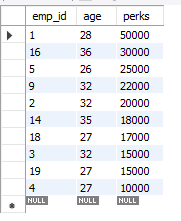 emp_id age perks
1 28 50000
16 36 30000
5 26 25000
9 32 22000
2 32 20000
14 35 18000
18 27 17000
3 32 15000
19 27 15000
4 27 10000
NULL NULL NULL